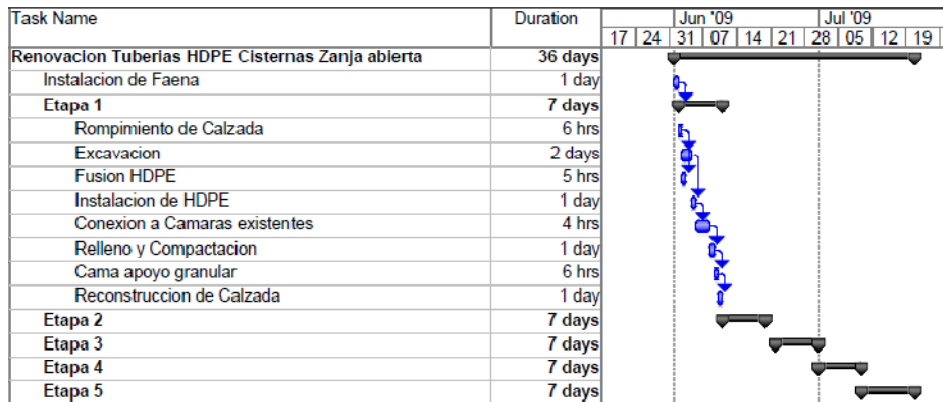 Task Name Duration Jun '09 Jul '09
17 24 31 07 14 21 28 05 12 19
Renovacion Tuberias HDPE Cisternas Zanja abierta 36 days
Instalacion de Faena 1 day
Etapa 1 7 days
Rompimiento de Calzada 6 hrs
Excavacion 2 days
Fusion HDPE 5 hrs
Instalacion de HDPE 1 day
Conexion a Camaras existentes 4 hrs
Relleno y Compactacion 1 day
Cama apoyo granular 6 hrs
Reconstruccion de Calzada 1 day
Etapa 2 7 days
Etapa 3 7 days
Etapa 4 7 days
Etapa 5 7 days